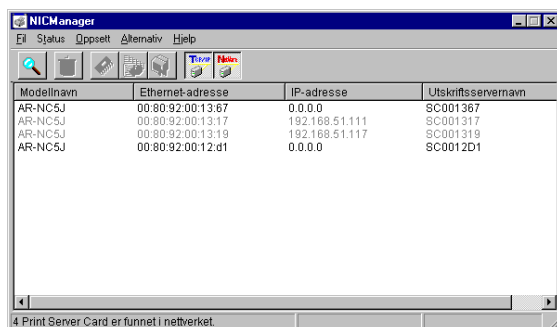 NICManager
Fil Status Oppsett Alternativ Hjelp
TCP/IP NetWare
Modellnavn Ethernet-adresse IP-adresse Utskriftsservernavn
AR-NC5J 00:80:92:00:13:67 0.0.0.0 SC001367
AR-NC5J 00:80:92:00:13:17 192.168.51.111 SC001317
AR-NC5J 00:80:92:00:13:19 192.168.51.117 SC001319
AR-NC5J 00:80:92:00:12:d1 0.0.0.0 SC0012D1
4 Print Server Card er funnet i nettverket.